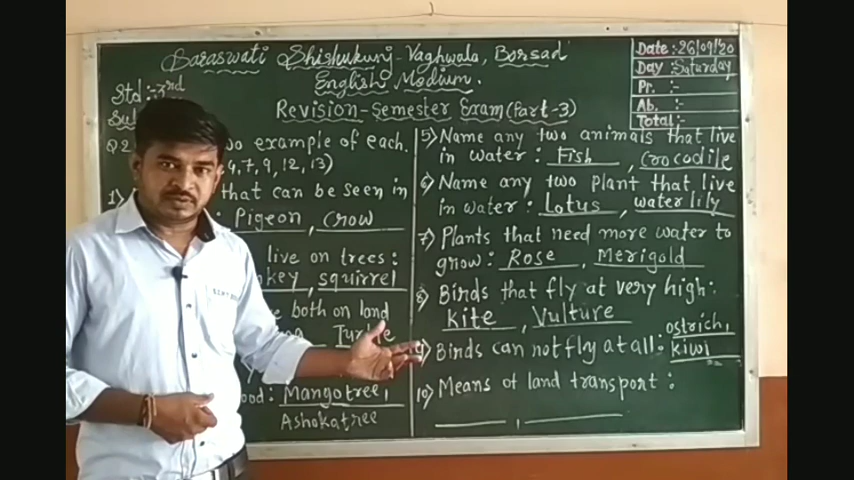 Saraswati Shishukunj - Vaghwala, Borsad
English Medium.
Std :- 3rd
Revision - Semester Exam (Part-3)
Date :- 26/09/20
Day :- Saturday
Pr. :-
Ab. :-
Total :-
Q 2 two example of each.
4, 7, 9, 12, 13)
1) that can be seen in
: Pigeon, crow
live on trees :
squirrel
both on land
Turtle
Mangotree,
Ashokatree
5) Name any two animals that live
in water : Fish, Crocodile
6) Name any two plant that live
in water : Lotus, water lily
7) Plants that need more water to
grow : Rose, Merigold
8) Birds that fly at very high :
kite, Vulture
9) Birds can not fly at all : ostrich,
kiwi
10) Means of land transport :